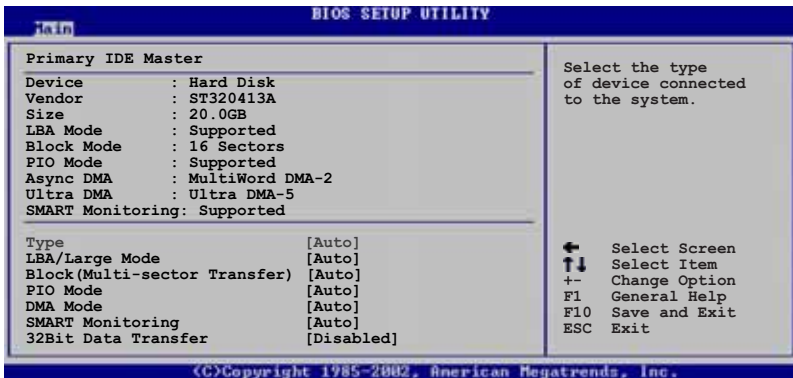 BIOS SETUP UTILITY
Main
Primary IDE Master
Device : Hard Disk
Vendor : ST320413A
Size : 20.0GB
LBA Mode : Supported
Block Mode : 16 Sectors
PIO Mode : Supported
Async DMA : MultiWord DMA-2
Ultra DMA : Ultra DMA-5
SMART Monitoring: Supported
Type [Auto]
LBA/Large Mode [Auto]
Block(Multi-sector Transfer) [Auto]
PIO Mode [Auto]
DMA Mode [Auto]
SMART Monitoring [Auto]
32Bit Data Transfer [Disabled]
Select the type
of device connected
to the system.
← Select Screen
↑↓ Select Item
+- Change Option
F1 General Help
F10 Save and Exit
ESC Exit
(C)Copyright 1985-2002, American Megatrends, Inc.